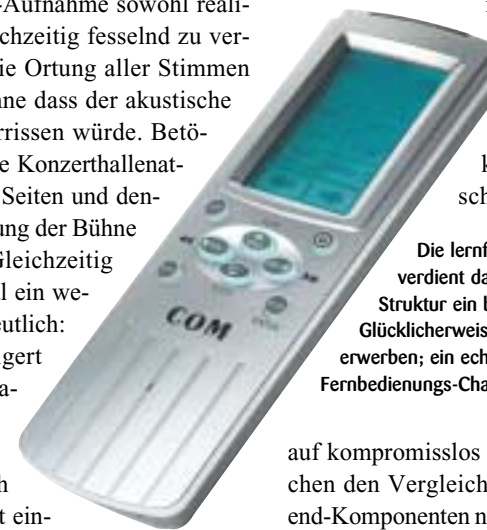 -Aufnahme sowohl reali-
chzeitig fesselnd zu ver-
ie Ortung aller Stimmen
nne dass der akustische
rrissen würde. Betö-
e Konzerthallenat-
Seiten und den-
ung der Bühne
Gleichzeitig
l ein we-
eutlich:
gert
a-
h
t ein-
COM
k
sch
Die lernf
verdient da
Struktur ein b
Glücklicherweis
erwerben; ein ech
Fernbedienungs-Cha
auf kompromisslos
chen den Vergleich
end-Komponenten n